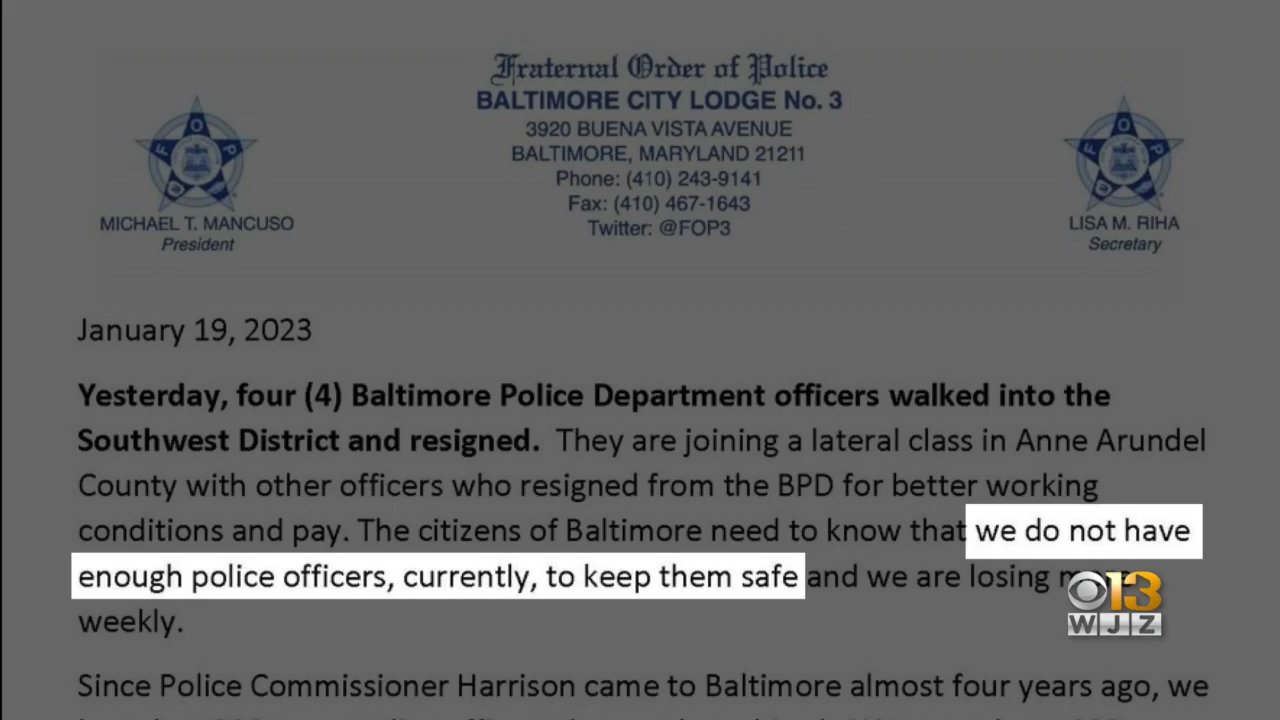 Fraternal Order of Police
BALTIMORE CITY LODGE No. 3
3920 BUENA VISTA AVENUE
BALTIMORE, MARYLAND 21211
Phone: (410) 243-9141
Fax: (410) 467-1643
Twitter: @FOP3
FOP
MICHAEL T. MANCUSO
President
FOP
LISA M. RIHA
Secretary
January 19, 2023
Yesterday, four (4) Baltimore Police Department officers walked into the
Southwest District and resigned. They are joining a lateral class in Anne Arundel
County with other officers who resigned from the BPD for better working
conditions and pay. The citizens of Baltimore need to know that we do not have
enough police officers, currently, to keep them safe and we are losing
weekly.
Since Police Commissioner Harrison came to Baltimore almost four years ago, we
13
WJZ